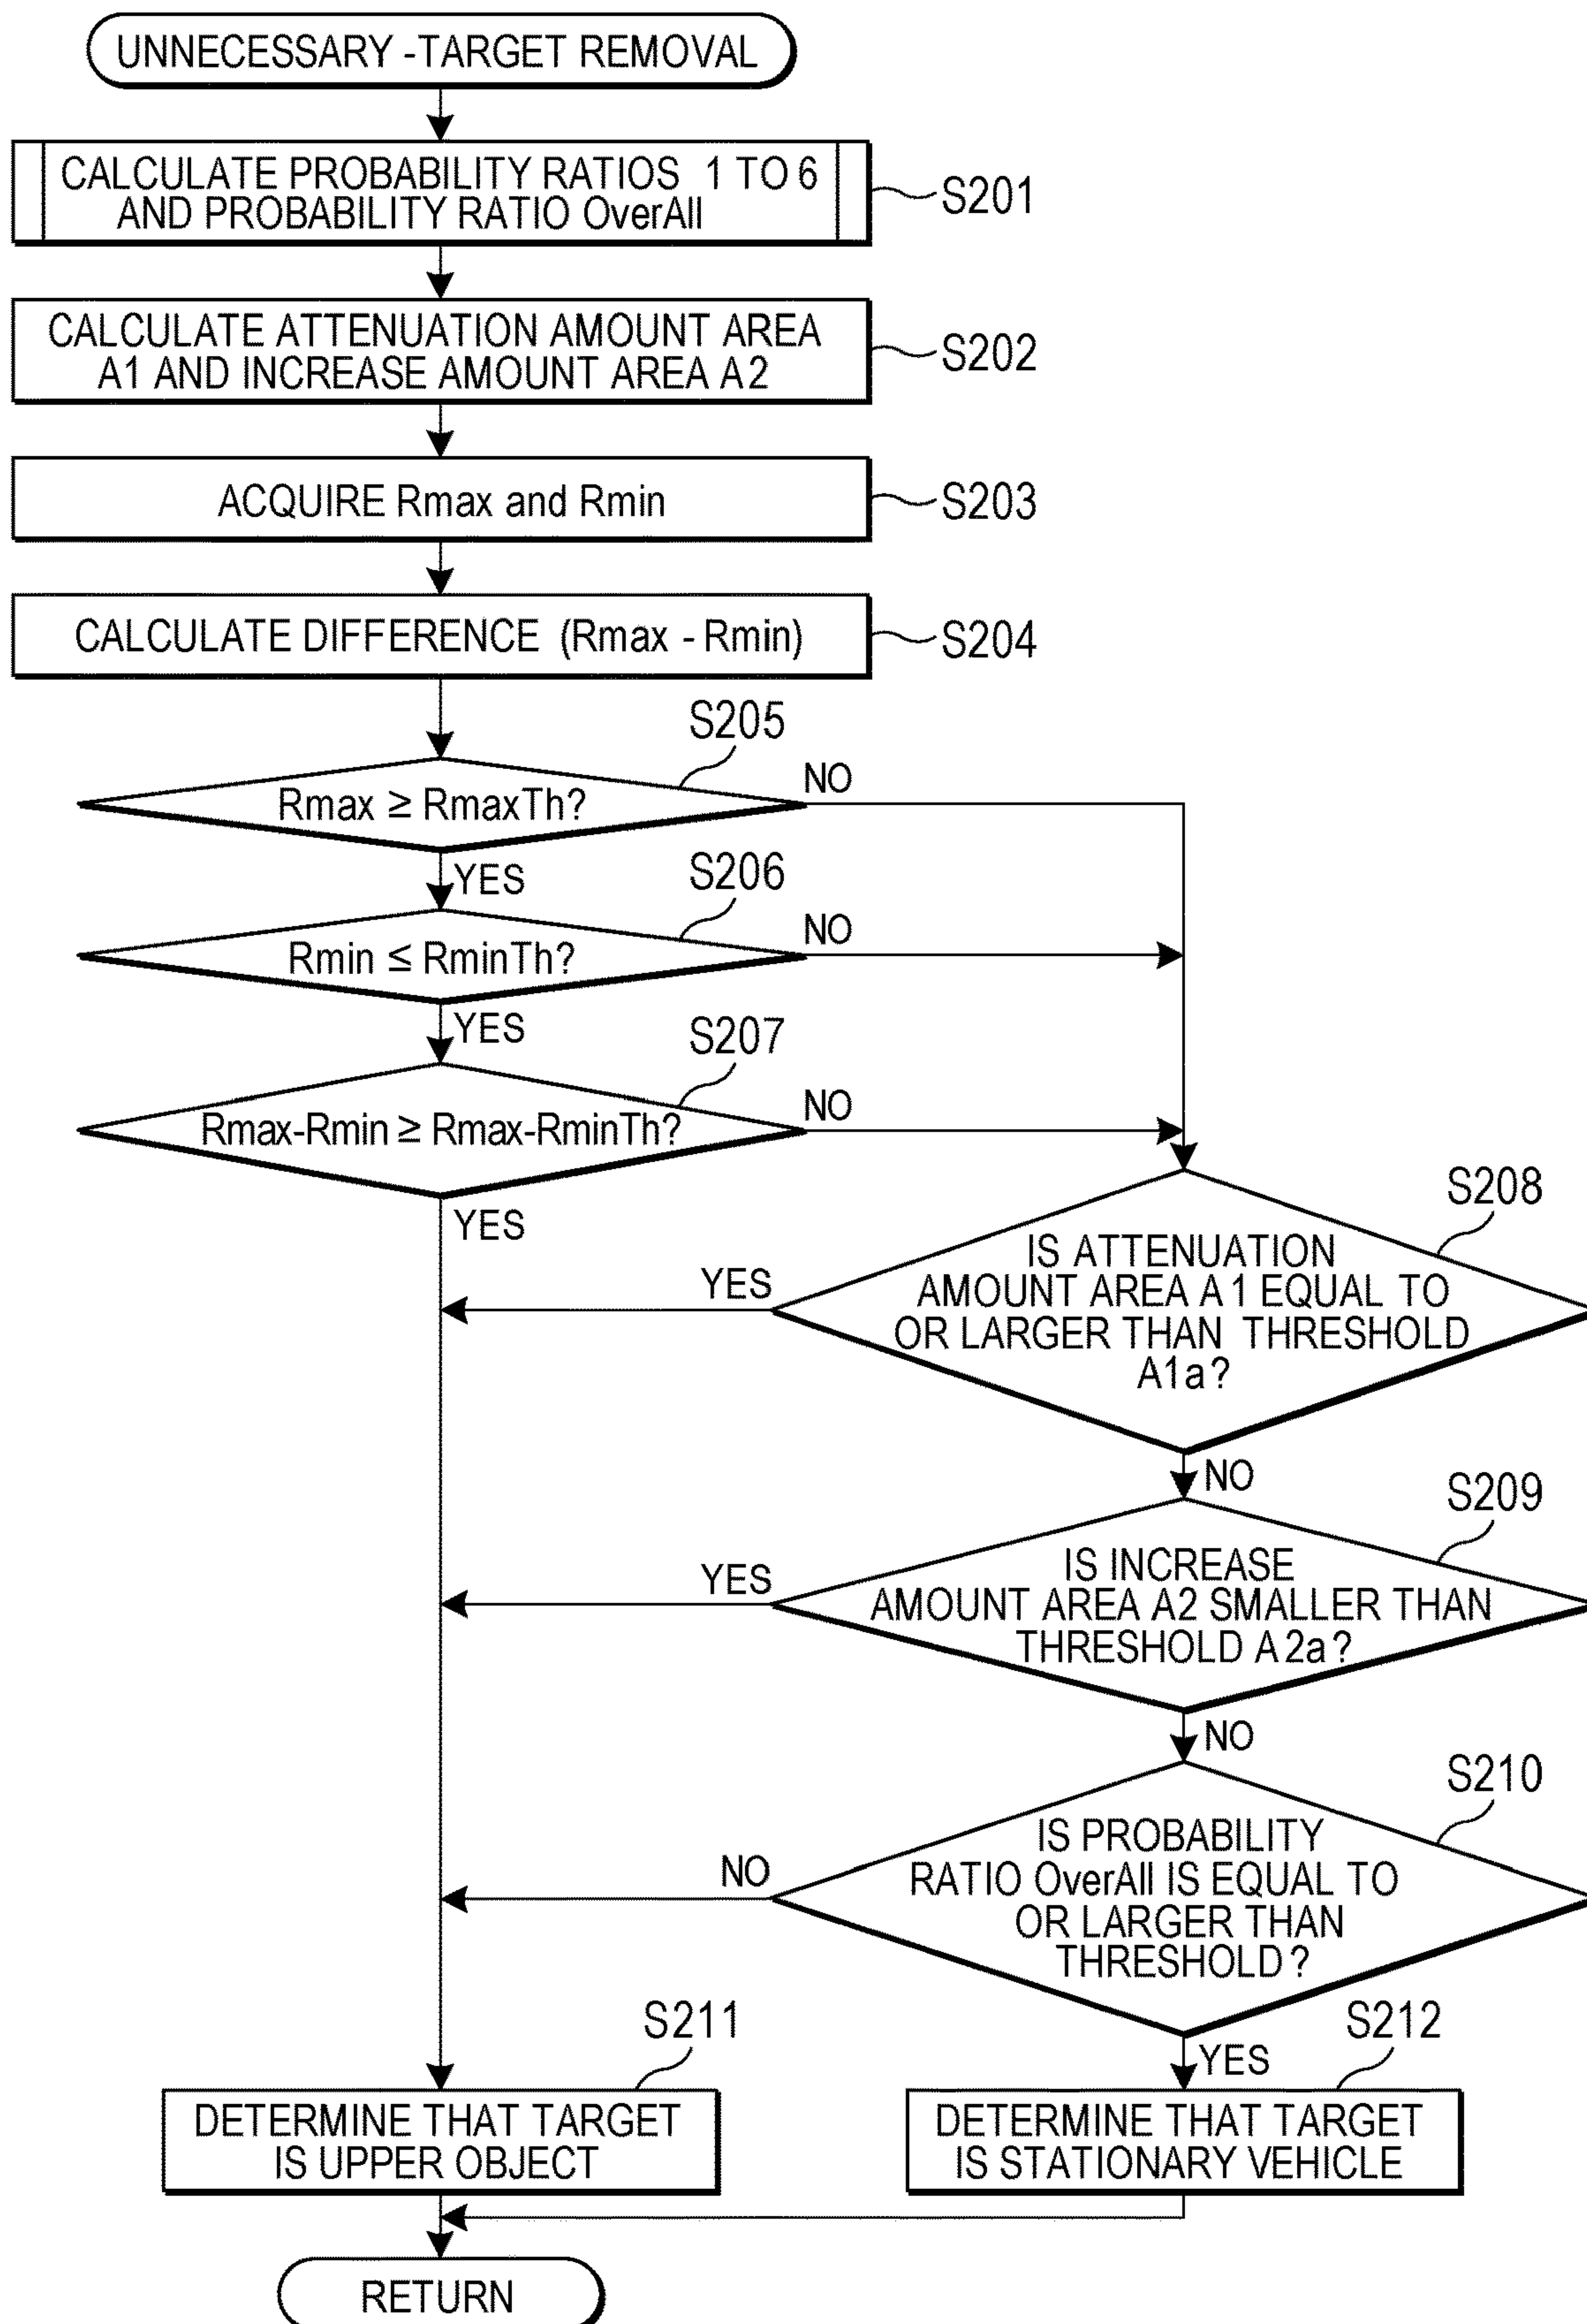 UNNECESSARY -TARGET REMOVAL
CALCULATE PROBABILITY RATIOS 1 TO 6
AND PROBABILITY RATIO OverAll
S201
CALCULATE ATTENUATION AMOUNT AREA
A1 AND INCREASE AMOUNT AREA A2
S202
ACQUIRE Rmax and Rmin
S203
CALCULATE DIFFERENCE (Rmax - Rmin)
S204
S205
Rmax ≥ RmaxTh?
NO
YES
S206
Rmin ≤ RminTh?
NO
YES
S207
Rmax-Rmin ≥ Rmax-RminTh?
NO
YES
S208
IS ATTENUATION
AMOUNT AREA A1 EQUAL TO
OR LARGER THAN THRESHOLD
A1a?
YES
NO
S209
IS INCREASE
AMOUNT AREA A2 SMALLER THAN
THRESHOLD A2a?
YES
NO
S210
IS PROBABILITY
RATIO OverAll IS EQUAL TO
OR LARGER THAN
THRESHOLD?
NO
YES
S211
DETERMINE THAT TARGET
IS UPPER OBJECT
S212
DETERMINE THAT TARGET
IS STATIONARY VEHICLE
RETURN